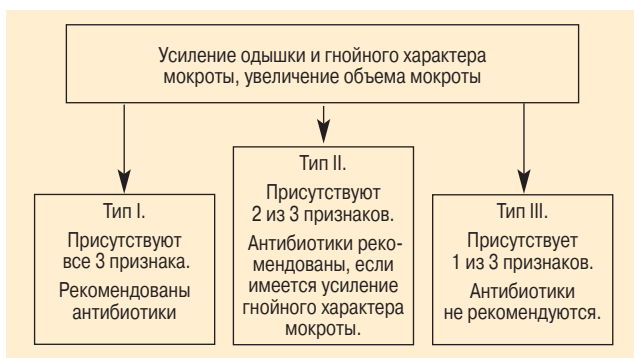 Усиление одышки и гнойного характера
мокроты, увеличение объема мокроты
Тип I.
Присутствуют
все 3 признака.
Рекомендованы
антибиотики
Тип II.
Присутствуют
2 из 3 признаков.
Антибиотики реко-
мендованы, если
имеется усиление
гнойного характера
мокроты.
Тип III.
Присутствует
1 из 3 признаков.
Антибиотики
не рекомендуются.